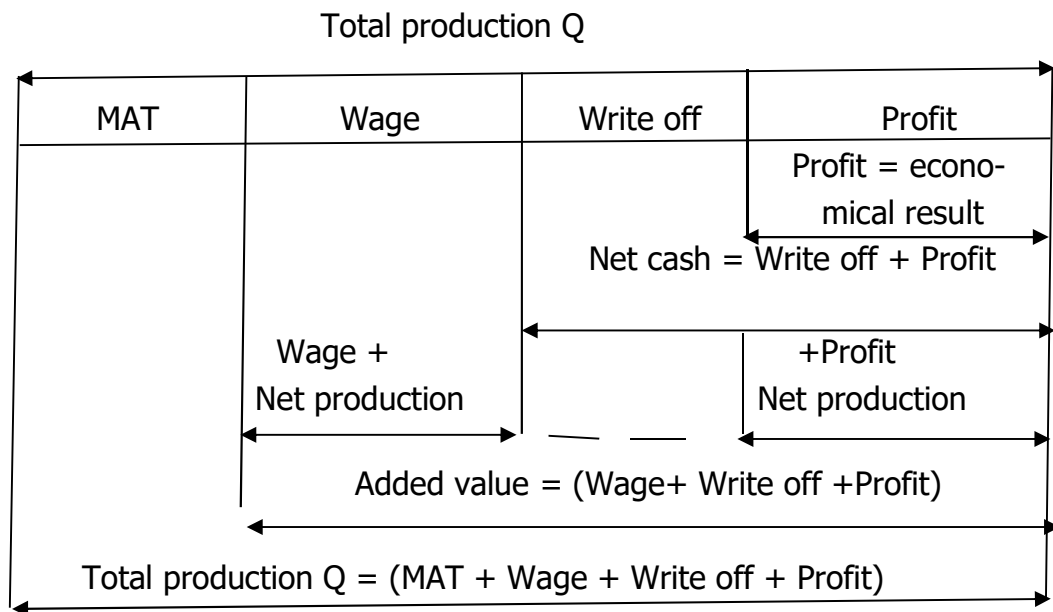 Total production Q
MAT Wage Write off Profit
Profit = econo-
mical result
Net cash = Write off + Profit
Wage + +Profit
Net production Net production
Added value = (Wage+ Write off +Profit)
Total production Q = (MAT + Wage + Write off + Profit)